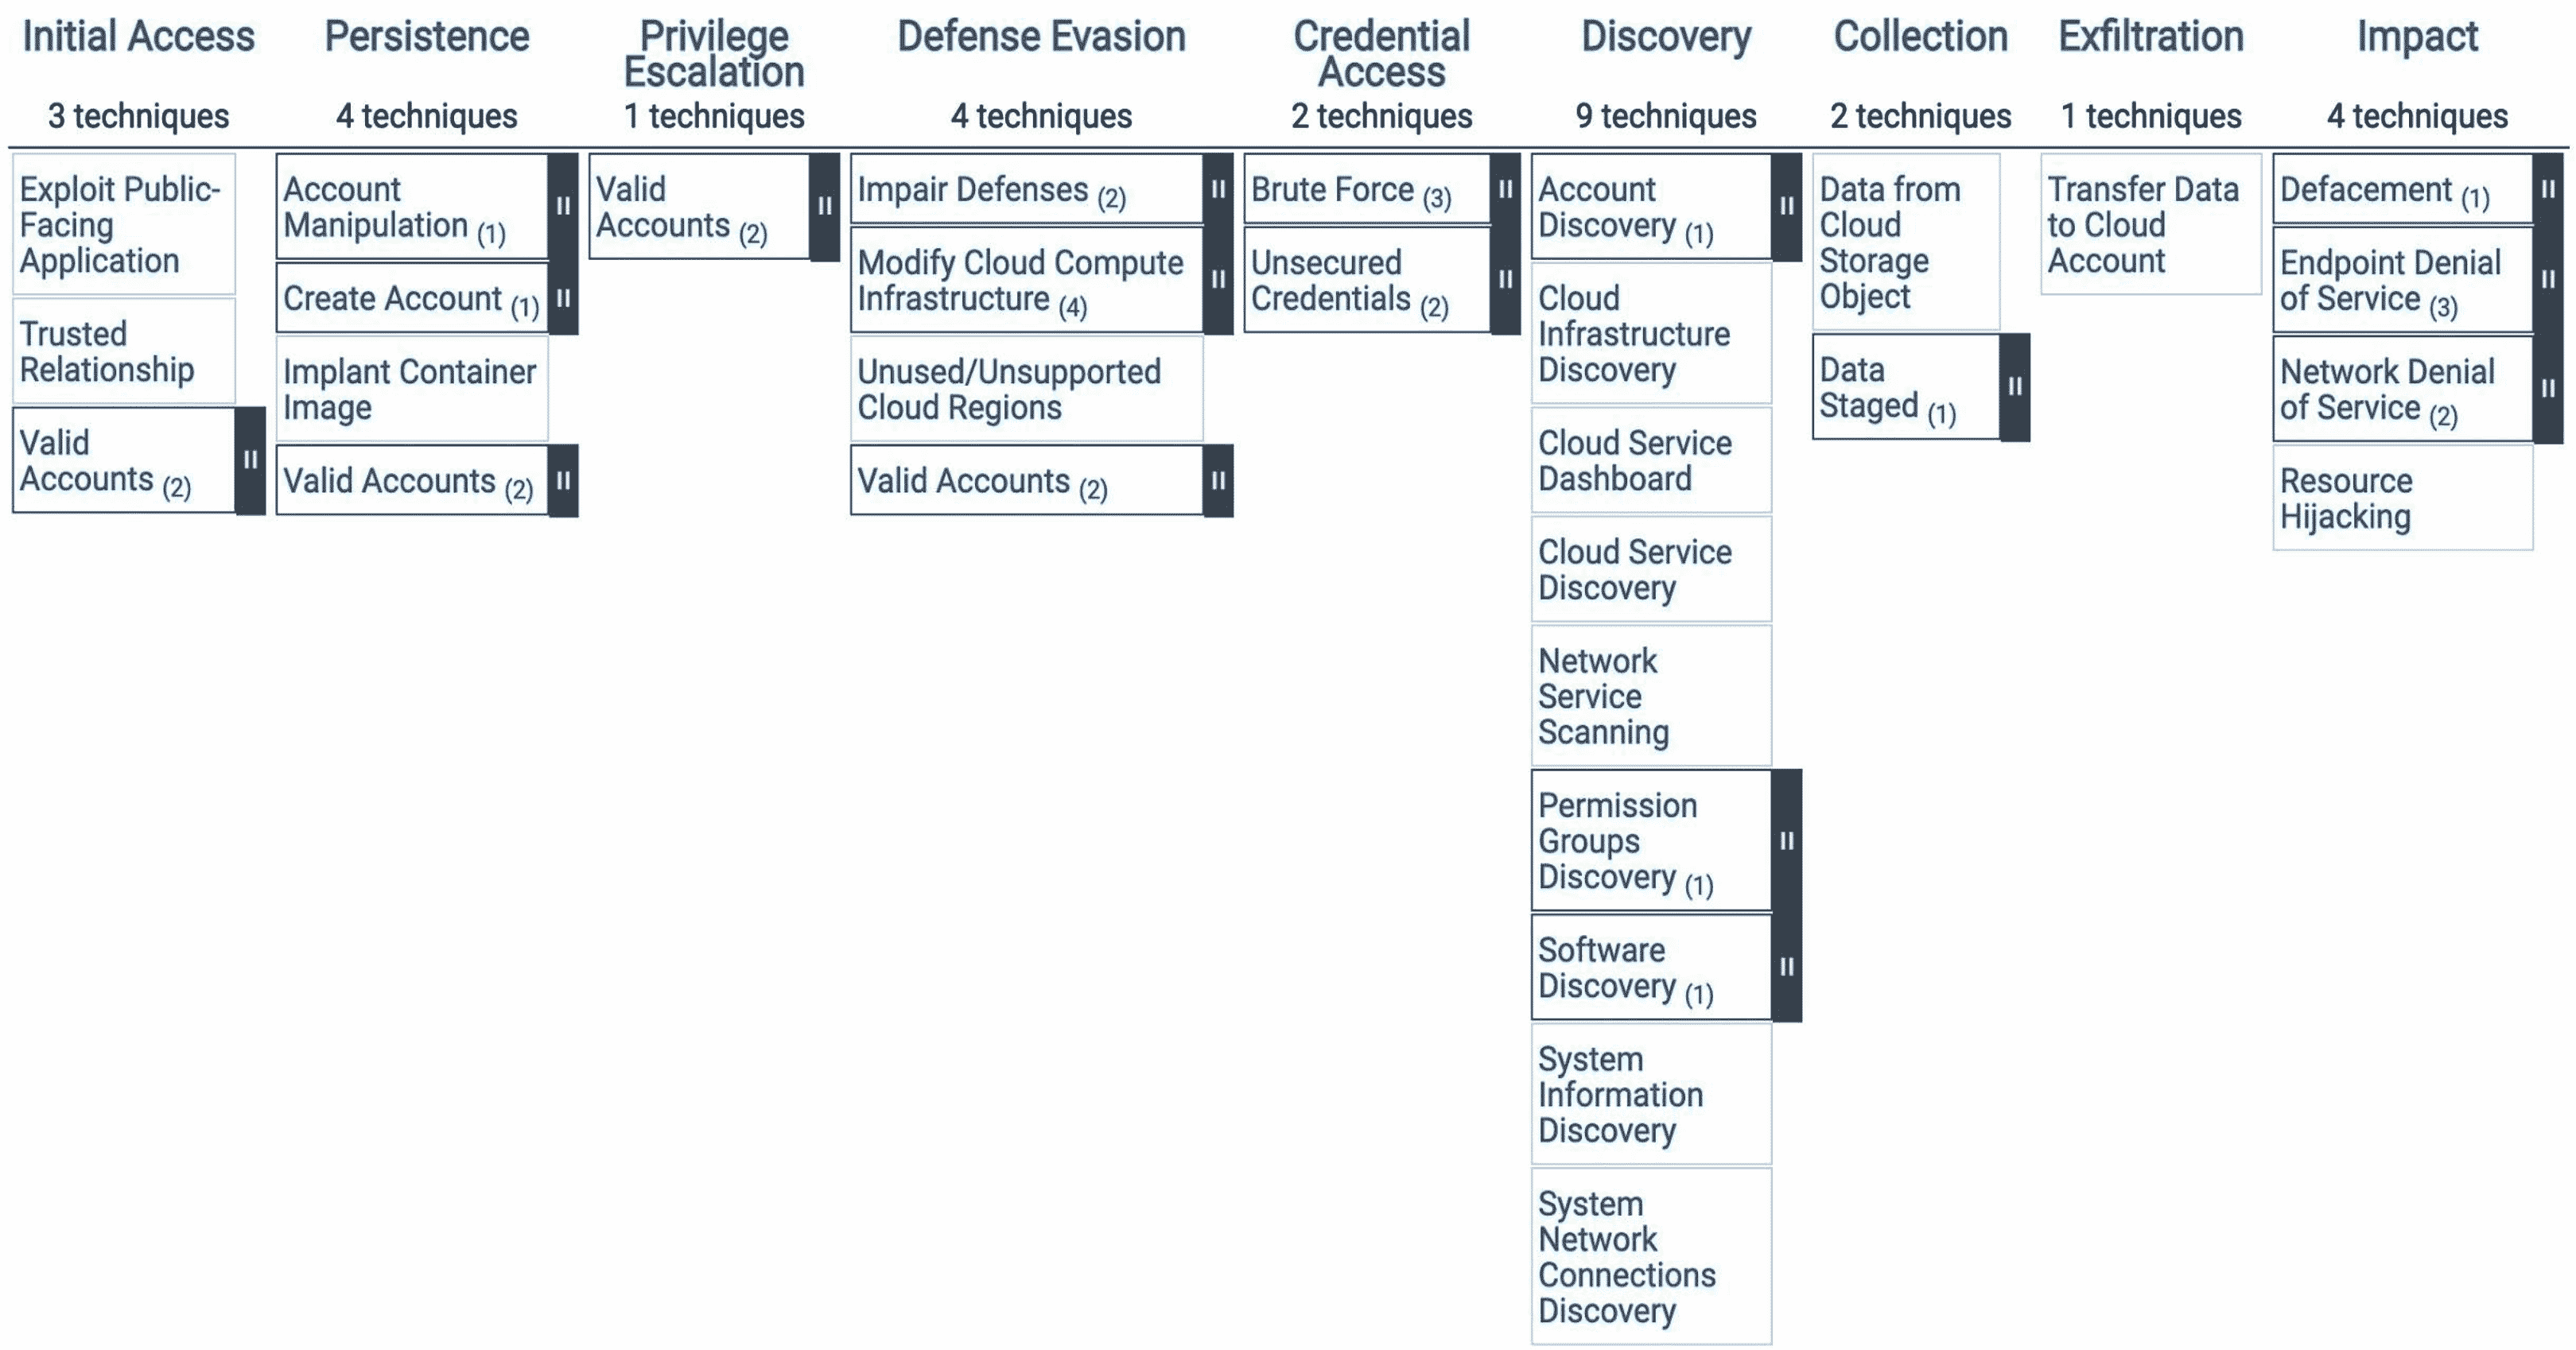 Initial Access
3 techniques
Exploit Public-
Facing
Application
Trusted
Relationship
Valid
Accounts (2)
Persistence
4 techniques
Account
Manipulation (1)
Create Account (1)
Implant Container
Image
Valid Accounts (2)
Privilege
Escalation
1 techniques
Valid
Accounts (2)
Defense Evasion
4 techniques
Impair Defenses (2)
Modify Cloud Compute
Infrastructure (4)
Unused/Unsupported
Cloud Regions
Valid Accounts (2)
Credential
Access
2 techniques
Brute Force (3)
Unsecured
Credentials (2)
Discovery
9 techniques
Account
Discovery (1)
Cloud
Infrastructure
Discovery
Cloud Service
Dashboard
Cloud Service
Discovery
Network
Service
Scanning
Permission
Groups
Discovery (1)
Software
Discovery (1)
System
Information
Discovery
System
Network
Connections
Discovery
Collection
2 techniques
Data from
Cloud
Storage
Object
Data
Staged (1)
Exfiltration
1 techniques
Transfer Data
to Cloud
Account
Impact
4 techniques
Defacement (1)
Endpoint Denial
of Service (3)
Network Denial
of Service (2)
Resource
Hijacking